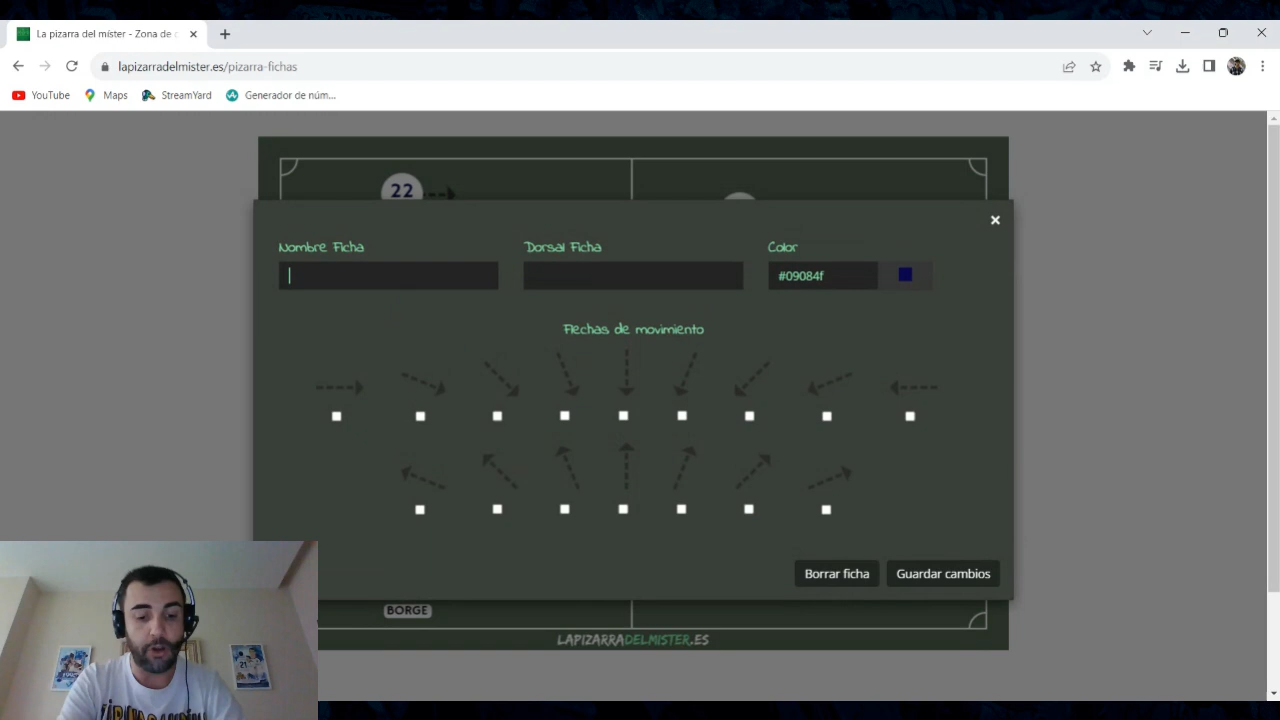 La pizarra del míster - Zona de
lapizarradelmister.es/pizarra-fichas
YouTube
Maps
StreamYard
Generador de núm...
22
Nombre Ficha
Dorsal Ficha
Color
#09084f
Flechas de movimiento
Borrar ficha
Guardar cambios
BORGE
LAPIZARRADELMISTER.ES